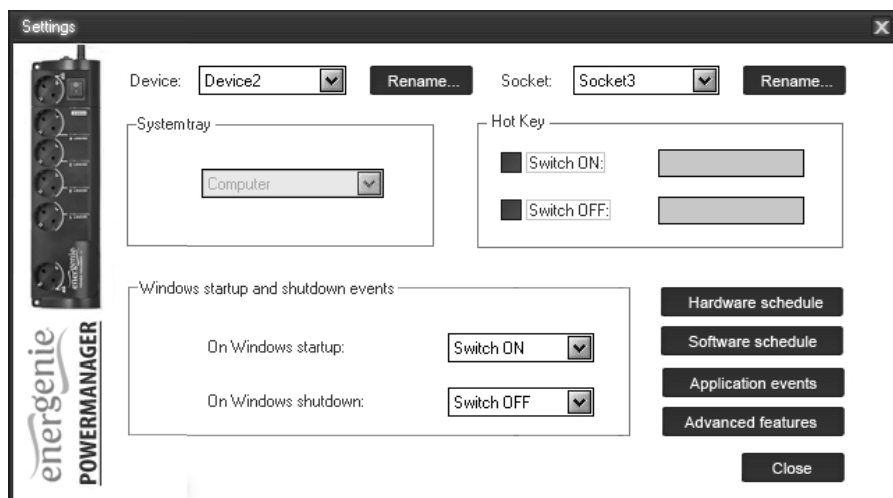 Settings
Device: Device2 Rename... Socket: Socket3 Rename...
Systemtray
Computer
Hot Key
Switch ON:
Switch OFF:
Windows startup and shutdown events
On Windows startup: Switch ON
On Windows shutdown: Switch OFF
Hardware schedule
Software schedule
Application events
Advanced features
Close
energenie
energenie
POWERMANAGER